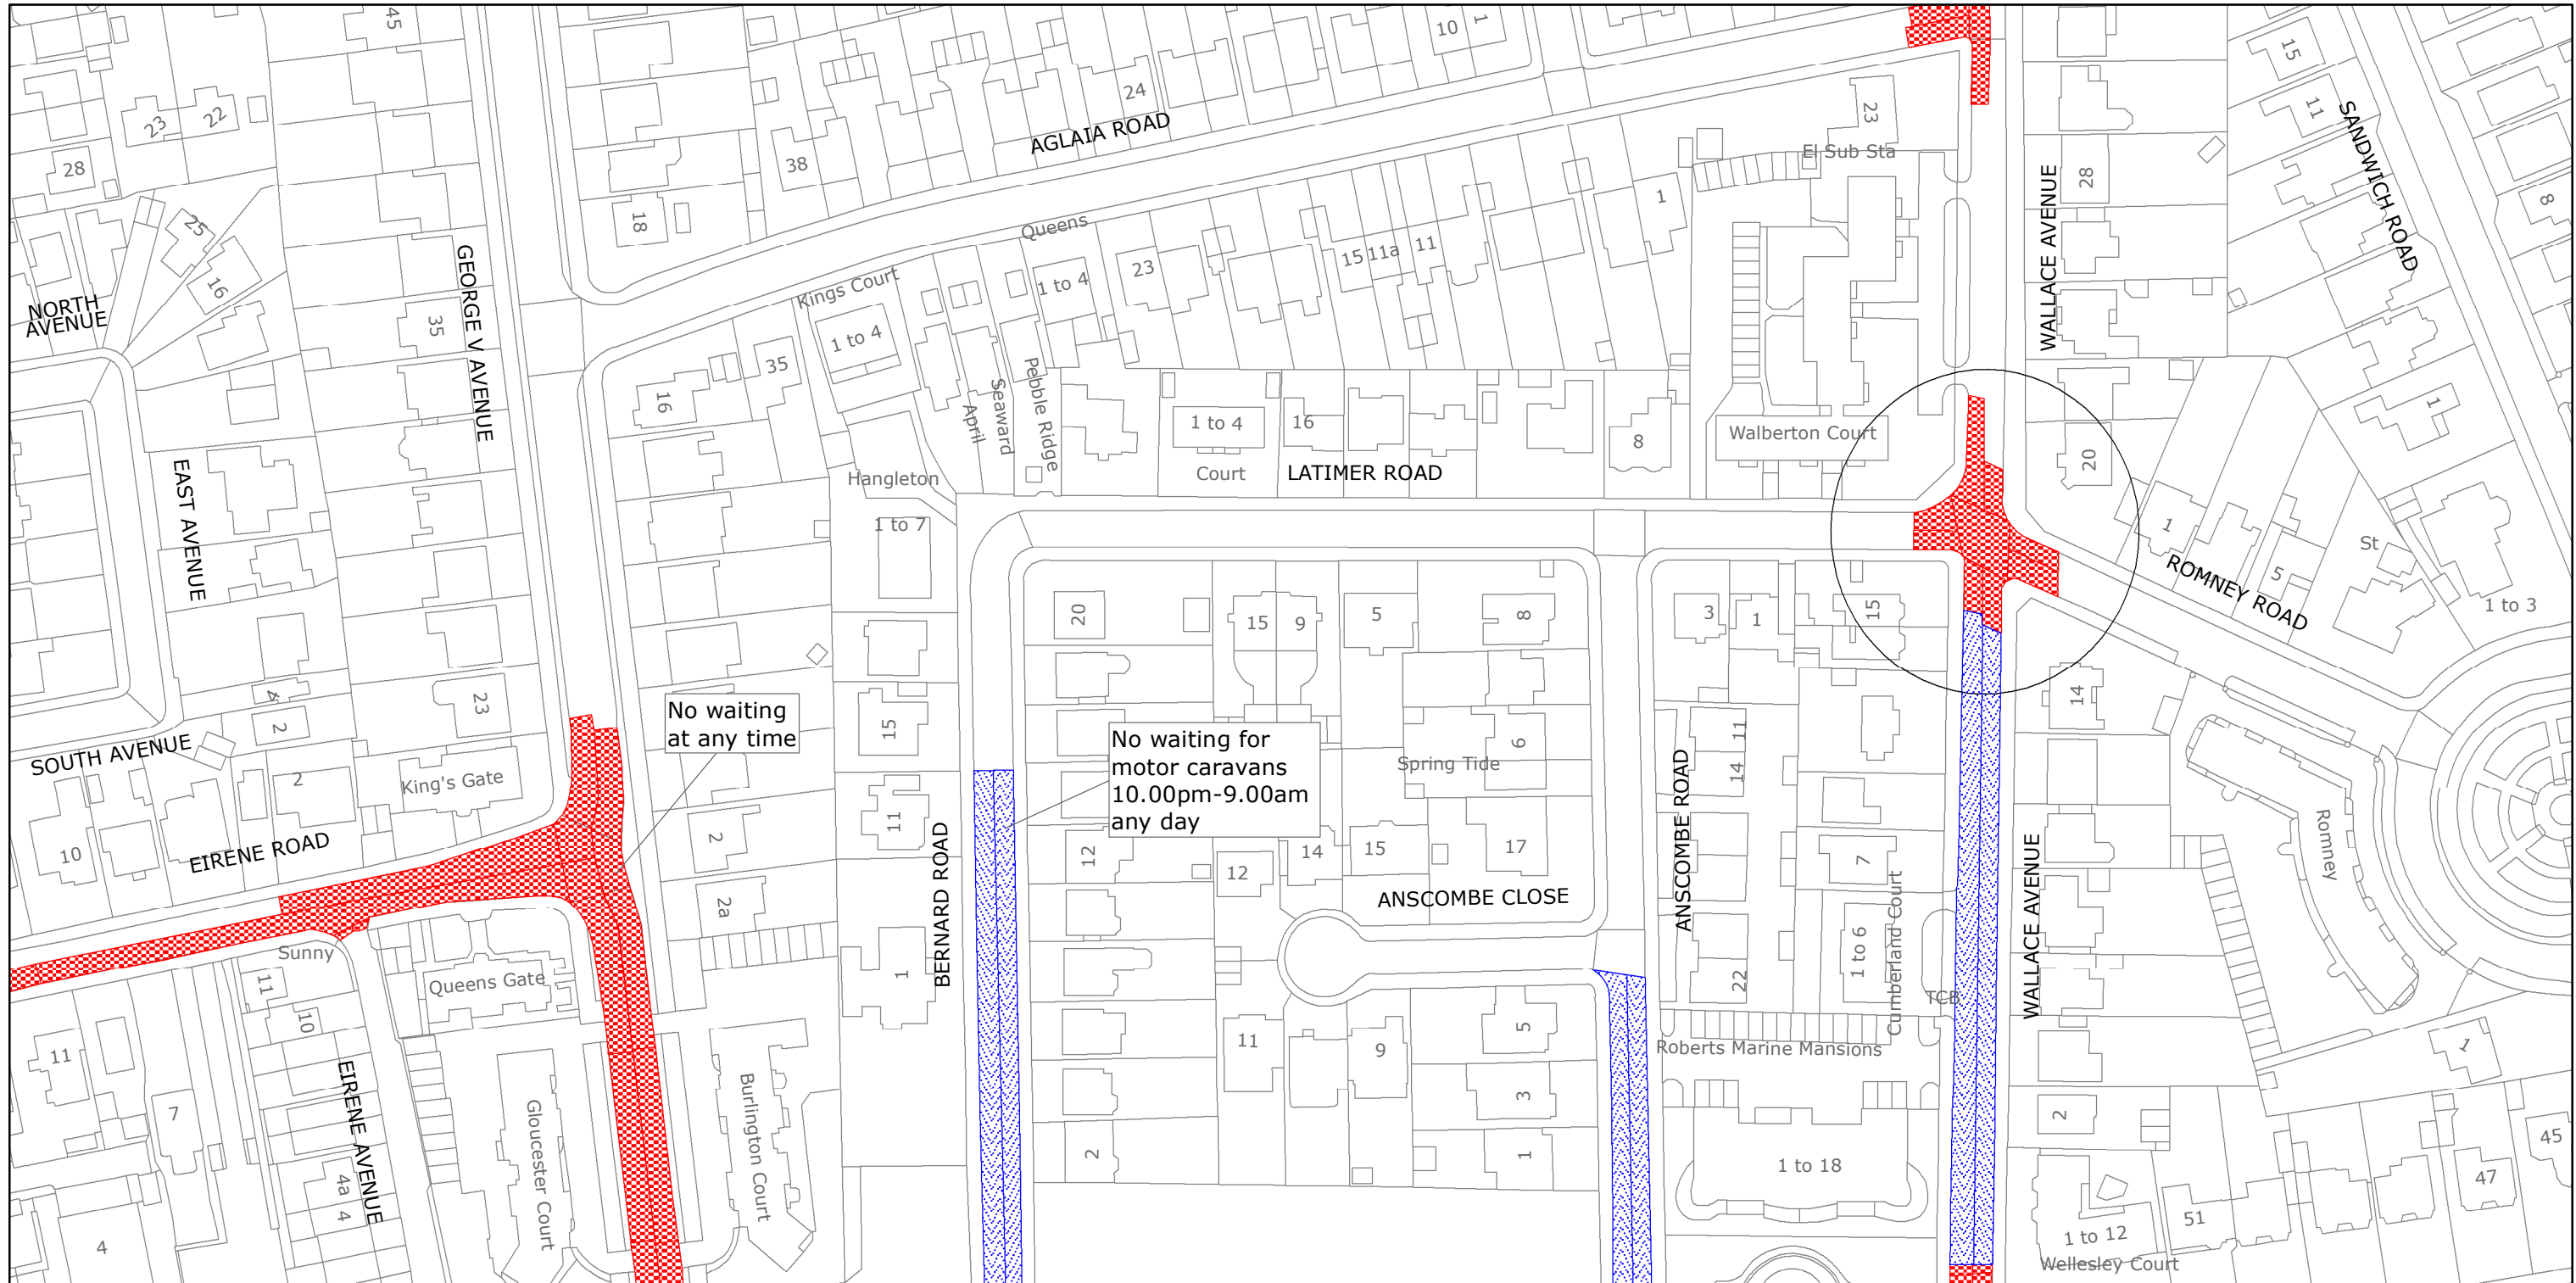 45
10
1
15
24
23
22
23
11
AGLAIA ROAD
SANDWICH ROAD
38
El Sub Sta
28
28
WALLACE AVENUE
8
1
25
18
Queens
GEORGE V AVENUE
15
11a
11
23
16
Kings Court
1 to 4
NORTH
AVENUE
35
1 to 4
35
Pebble Ridge
Seaward
April
16
1 to 4
16
8
Walberton Court
1
20
Court
LATIMER ROAD
Hangleton
EAST AVENUE
1 to 7
1
St
ROMNEY ROAD
5
1 to 3
20
15
9
5
8
3
1
15
4
23
14
No waiting
at any time
2
15
11
No waiting for
motor caravans
10.00pm-9.00am
any day
6
Spring Tide
SOUTH AVENUE
2
King's Gate
14
ANSCOMBE ROAD
11
2
BERNARD ROAD
Romney
10
EIRENE ROAD
12
14
15
17
7
12
2a
ANSCOMBE CLOSE
Cumberland Court
WALLACE AVENUE
1 to 6
Sunny
11
Queens Gate
1
22
TCB
10
11
11
9
5
Roberts Marine Mansions
1
EIRENE AVENUE
7
Gloucester Court
Burlington Court
3
2
45
2
1
1 to 18
4a
4
47
4
51
1 to 12
Wellesley Court